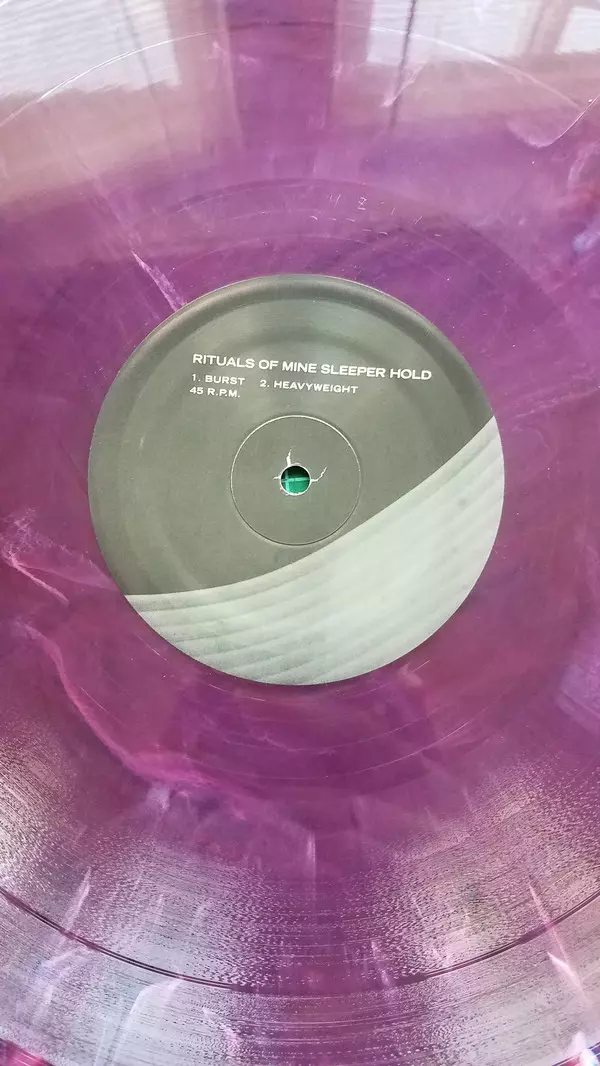 RITUALS OF MINE SLEEPER HOLD
1. BURST 2. HEAVYWEIGHT
45 R.P.M.